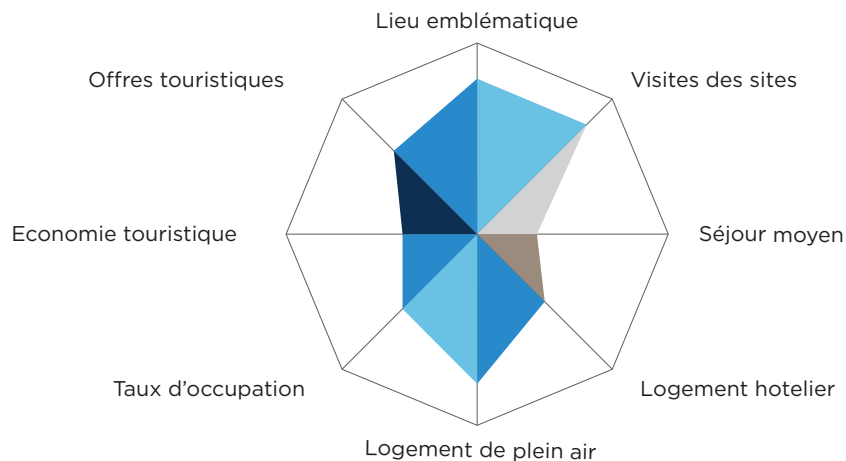 Lieu emblématique
Offres touristiques
Visites des sites
Economie touristique
Séjour moyen
Taux d’occupation
Logement hotelier
Logement de plein air